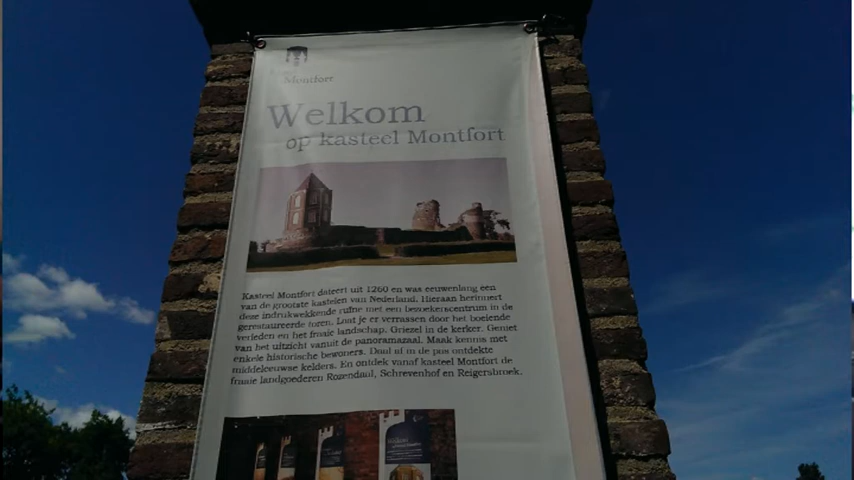 Montfort
Welkom
op kasteel Montfort
Kasteel Montfort dateert uit 1260 en was eeuwenlang een
van de grootste kastelen van Nederland. Hieraan herinnert
deze indrukwekkende ruïne met een bezoekerscentrum in de
gerestaureerde toren. Laat je er verrassen door het boeiende
verleden en het fraaie landschap. Griezel in de kerker. Geniet
van het uitzicht vanuit de panoramazaal. Maak kennis met
enkele historische bewoners. Daal af in de pas ontdekte
middeleeuwse kelders. En ontdek vanaf kasteel Montfort de
fraaie landgoederen Rozendaal, Schrevenhof en Reigersbroek.
Welkom